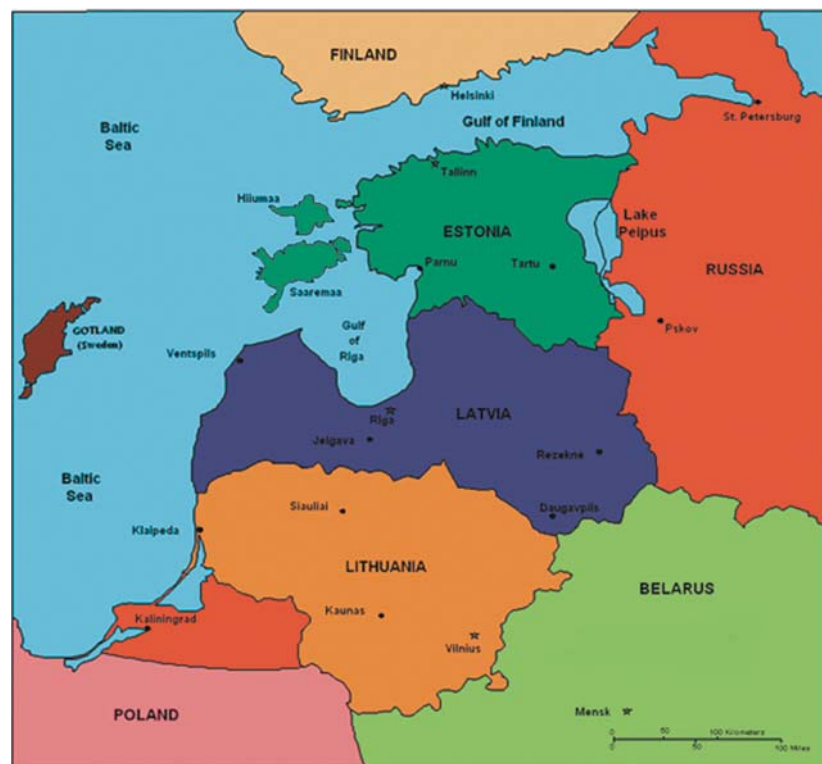 FINLAND
Helsinki
St. Petersburg
Baltic
Sea
Gulf of Finland
Tallinn
Hiiumaa
ESTONIA
Lake
Peipus
Parnu
Tartu
RUSSIA
Saaremaa
GOTLAND
(Sweden)
Gulf
of
Riga
Pskov
Ventspils
Riga
LATVIA
Jelgava
Rezekne
Baltic
Sea
Siauliai
Daugavpils
Klaipeda
LITHUANIA
BELARUS
Kaunas
Kaliningrad
Vilnius
POLAND
Mensk
0 50 100 Kilometers
0 50 100 Miles